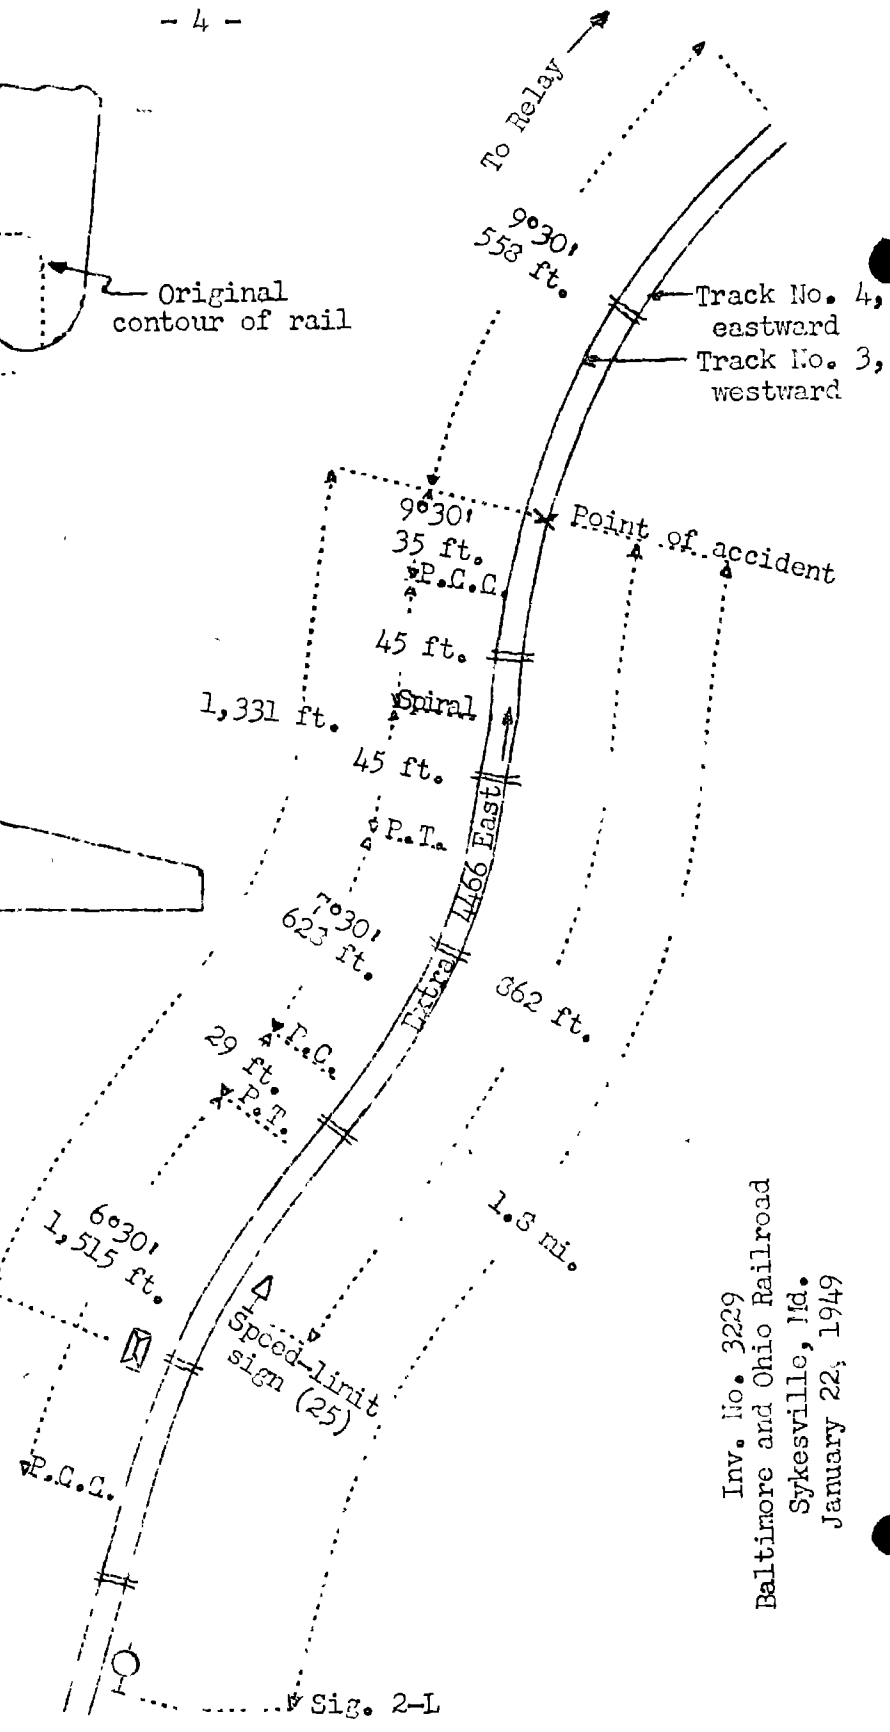 - 4 -
To Relay
9°30'
558 ft.
Original
contour of rail
Track No. 4,
eastward
Track No. 3,
westward
9°30'
35 ft.
P.C.C.
Point of accident
45 ft.
Spiral
1,331 ft.
45 ft.
P.T.
Extra 4466 East
7°30'
623 ft.
862 ft.
P.C.
29
ft.
P.T.
6°30'
1,515 ft.
1.8 mi.
Speed-limit
sign (25)
P.C.C.
Sig. 2-L
Inv. No. 3229
Baltimore and Ohio Railroad
Sykesville, Md.
January 22, 1949